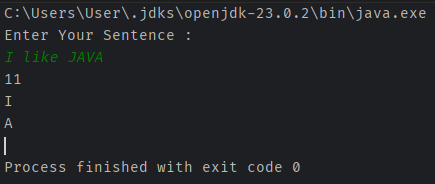 C:\Users\User\.jdks\openjdk-23.0.2\bin\java.exe
Enter Your Sentence :
I like JAVA
11
I
A
Process finished with exit code 0